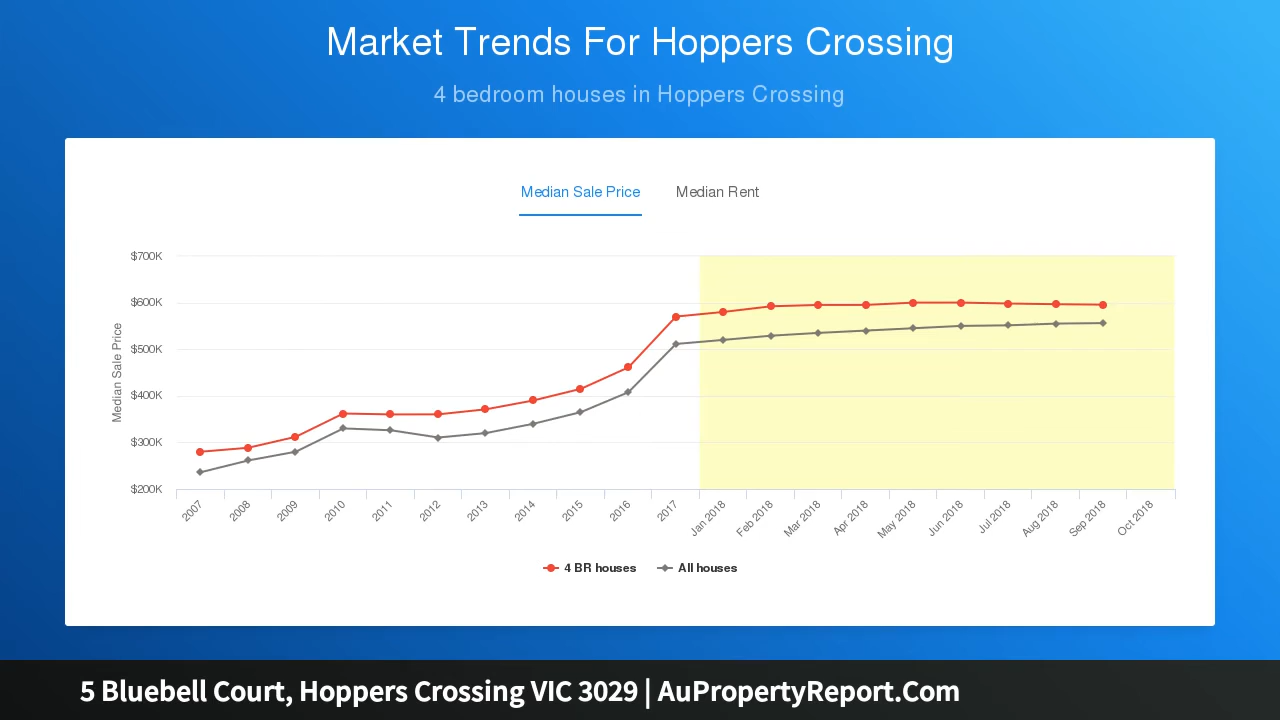 Market Trends For Hoppers Crossing
4 bedroom houses in Hoppers Crossing
Median Sale Price Median Rent
Median Sale Price
$700K
$600K
$500K
$400K
$300K
$200K
2007 2008 2009 2010 2011 2012 2013 2014 2015 2016 2017 Jan 2018 Feb 2018 Mar 2018 Apr 2018 May 2018 Jun 2018 Jul 2018 Aug 2018 Sep 2018 Oct 2018
4 BR houses All houses
5 Bluebell Court, Hoppers Crossing VIC 3029 | AuPropertyReport.Com